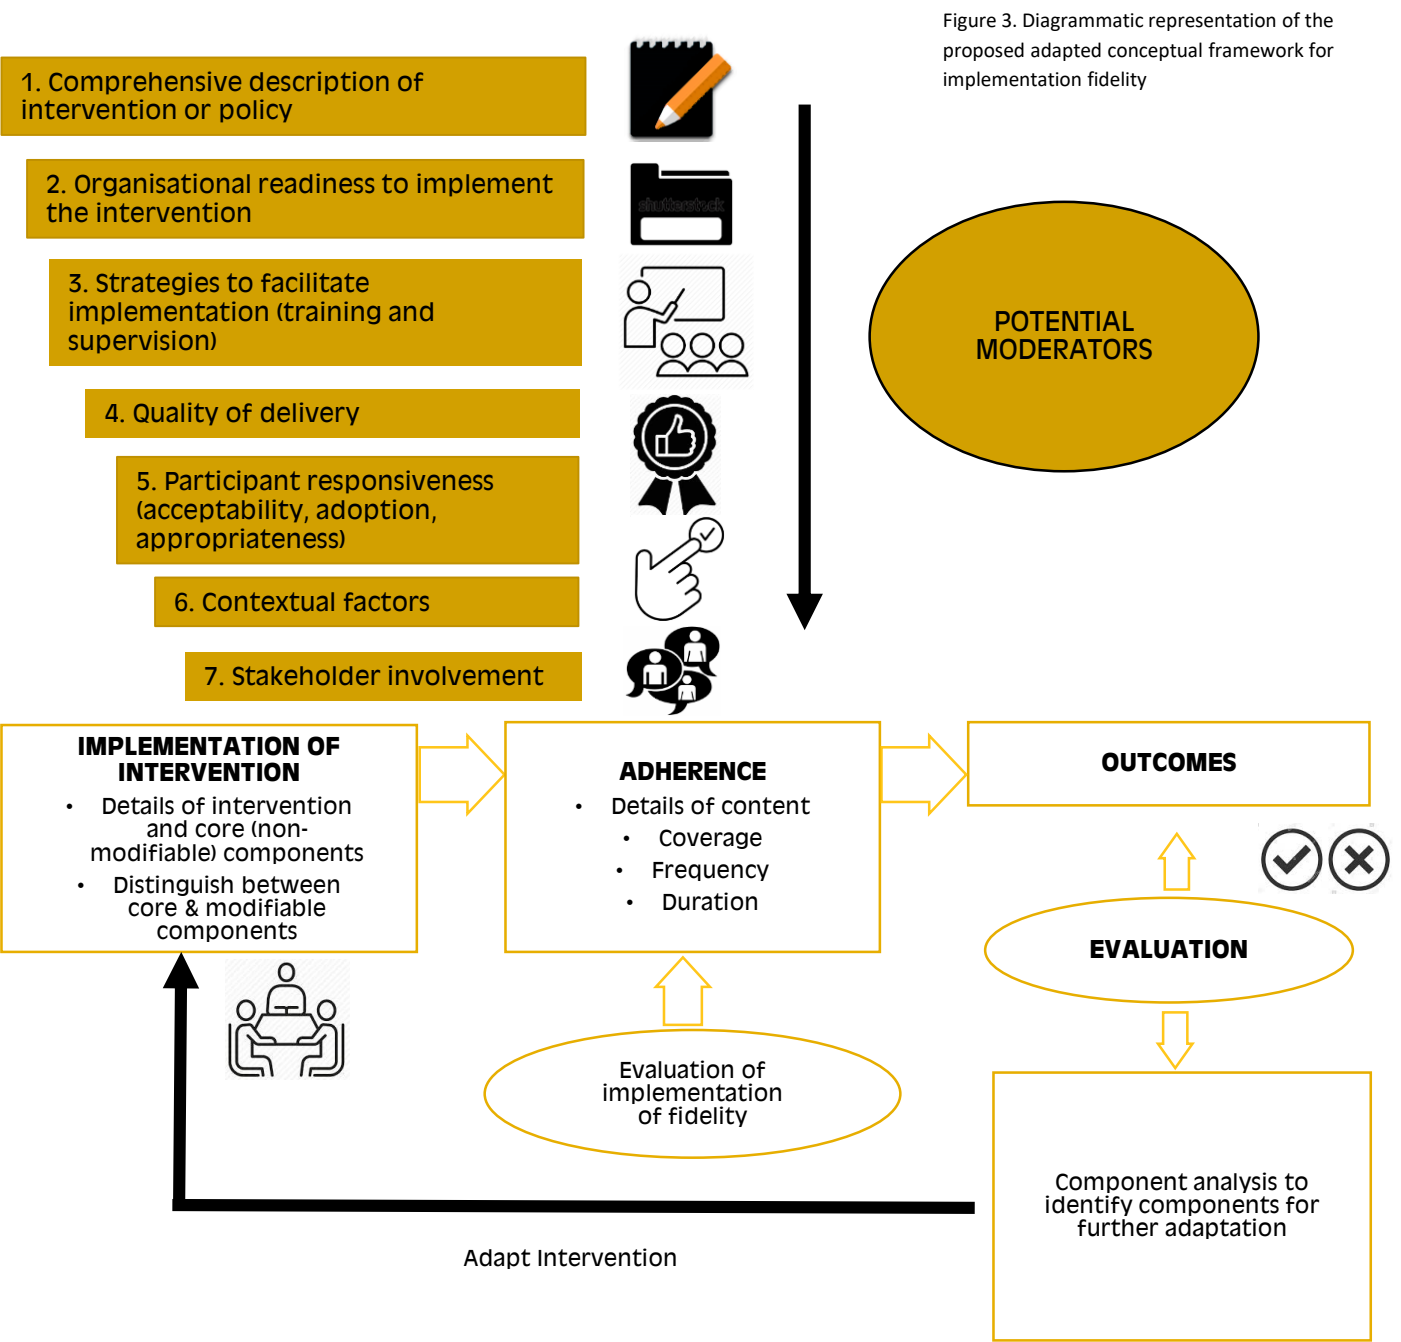 Figure 3. Diagrammatic representation of the
proposed adapted conceptual framework for
implementation fidelity
1. Comprehensive description of
intervention or policy
2. Organisational readiness to implement
the intervention
shutterstock
3. Strategies to facilitate
implementation (training and
supervision)
4. Quality of delivery
5. Participant responsiveness
(acceptability, adoption,
appropriateness)
6. Contextual factors
7. Stakeholder involvement
POTENTIAL
MODERATORS
IMPLEMENTATION OF
INTERVENTION
• Details of intervention
and core (non-
modifiable) components
• Distinguish between
core & modifiable
components
ADHERENCE
• Details of content
• Coverage
• Frequency
• Duration
OUTCOMES
EVALUATION
Evaluation of
implementation
of fidelity
Component analysis to
identify components for
further adaptation
Adapt Intervention